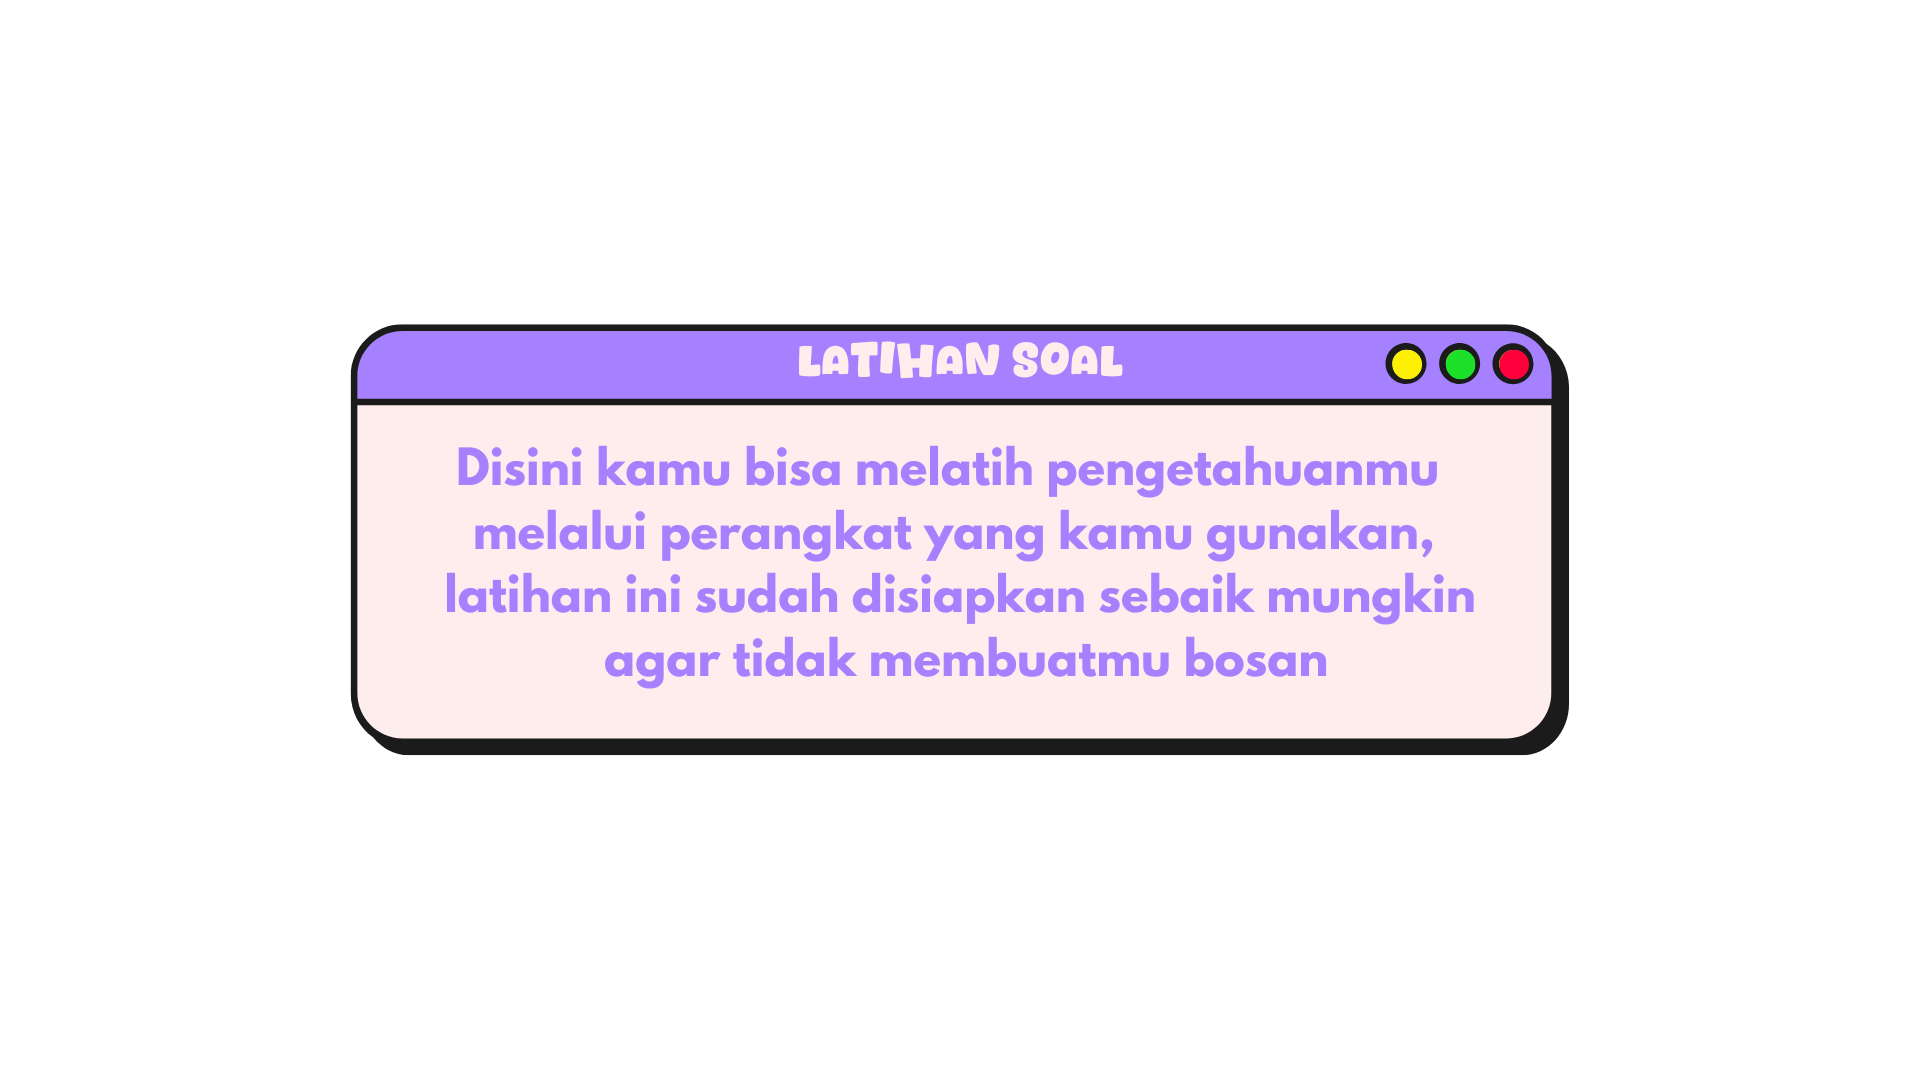 LATIHAN SOAL
Disini kamu bisa melatih pengetahuanmu
melalui perangkat yang kamu gunakan,
latihan ini sudah disiapkan sebaik mungkin
agar tidak membuatmu bosan